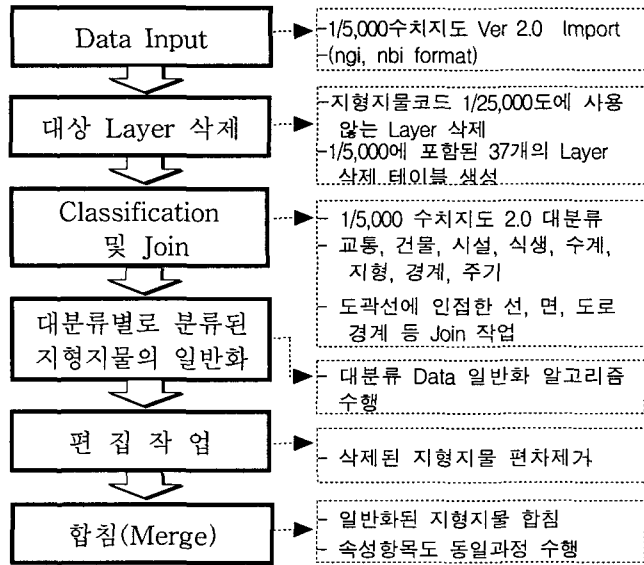 Data Input
- 1/5,000수치지도 Ver 2.0 Import
- (ngi, nbi format)
대상 Layer 삭제
- 지형지물코드 1/25,000도에 사용
않는 Layer 삭제
- 1/5,000에 포함된 37개의 Layer
삭제 테이블 생성
Classification
및 Join
- 1/5,000 수치지도 2.0 대분류
- 교통, 건물, 시설, 식생, 수계,
지형, 경계, 주기
- 도곽선에 인접한 선, 면, 도로
경계 등 Join 작업
대분류별로 분류된
지형지물의 일반화
- 대분류 Data 일반화 알고리즘
수행
편 집 작 업
- 삭제된 지형지물 편차제거
합침(Merge)
- 일반화된 지형지물 합침
- 속성항목도 동일과정 수행